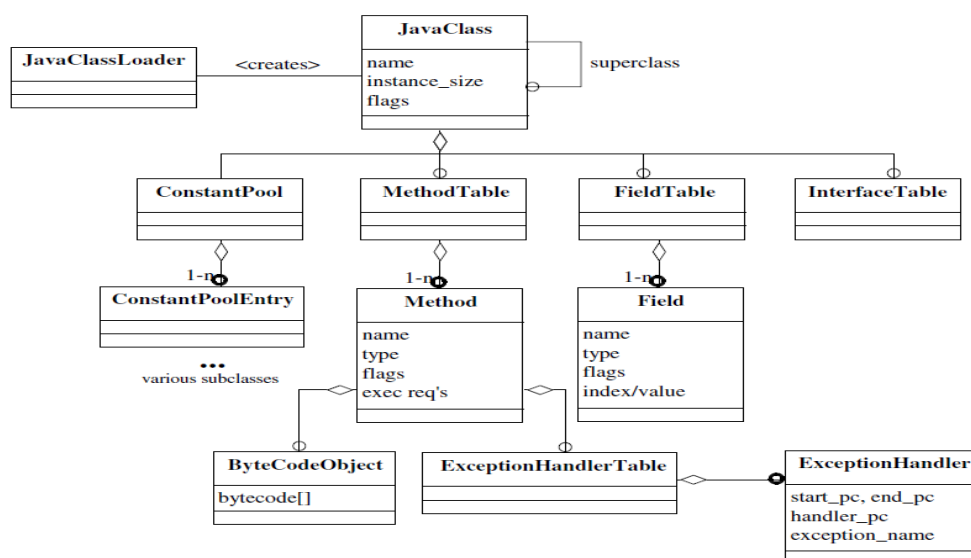 JavaClass
name
instance_size
flags
JavaClassLoader
<creates>
superclass
ConstantPool
MethodTable
FieldTable
InterfaceTable
1-n
1-n
1-n
ConstantPoolEntry
...
various subclasses
Method
name
type
flags
exec req's
Field
name
type
flags
index/value
ByteCodeObject
bytecode[]
ExceptionHandlerTable
ExceptionHandler
start_pc, end_pc
handler_pc
exception_name